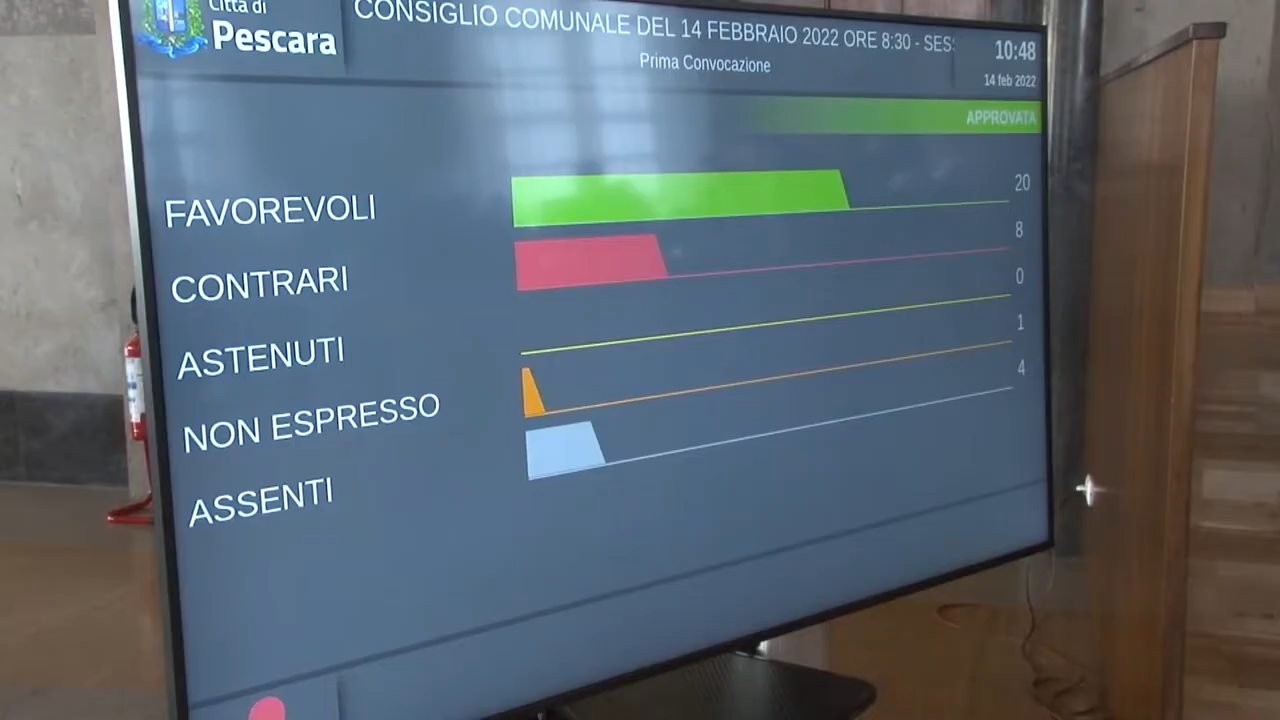 Città di
Pescara
CONSIGLIO COMUNALE DEL 14 FEBBRAIO 2022 ORE 8:30 - SES
Prima Convocazione
10:48
14 feb 2022
APPROVATA
FAVOREVOLI 20
CONTRARI 8
ASTENUTI 0
NON ESPRESSO 1
ASSENTI 4